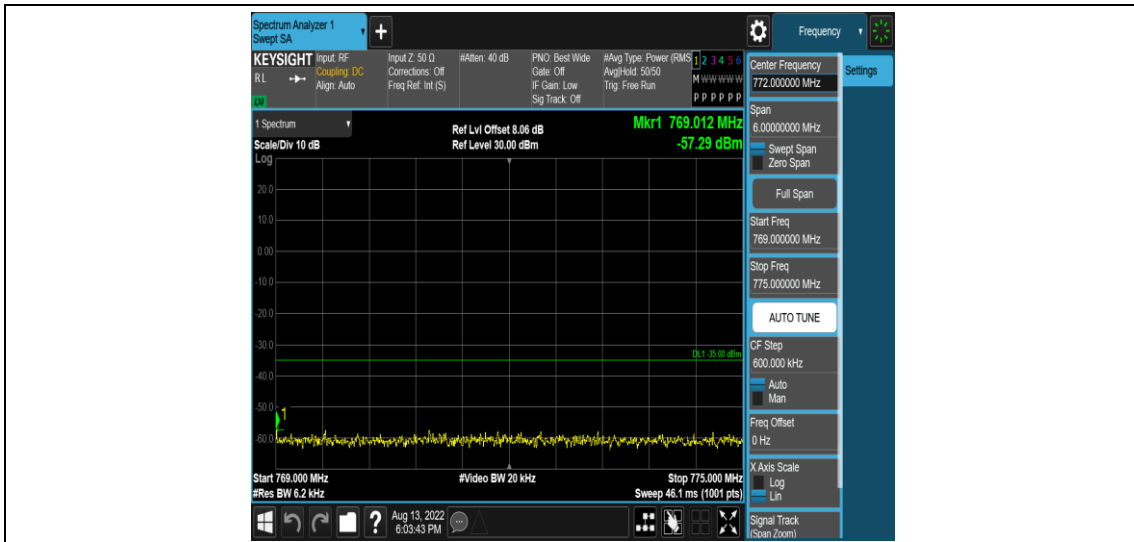 Spectrum Analyzer 1
Swept SA
+
Frequency
KEYSIGHT
RL
LXI
Input: RF
Coupling: DC
Align: Auto
Input Z: 50 Ω
Corrections: Off
Freq Ref: Int (S)
#Atten: 40 dB
PNO: Best Wide
Gate: Off
IF Gain: Low
Sig Track: Off
#Avg Type: Power (RMS
Avg|Hold: 50/50
Trig: Free Run
1 2 3 4 5 6
M W W W W W
P P P P P P
1 Spectrum
Scale/Div 10 dB
Ref Lvl Offset 8.06 dB
Ref Level 30.00 dBm
Mkr1 769.012 MHz
-57.29 dBm
Log
20.0
10.0
0.00
-10.0
-20.0
-30.0
DL1 -35.00 dBm
-40.0
-50.0
1
-60.0
Start 769.000 MHz
#Video BW 20 kHz
Stop 775.000 MHz
#Res BW 6.2 kHz
Sweep 46.1 ms (1001 pts)
Center Frequency
772.000000 MHz
Settings
Span
6.00000000 MHz
Swept Span
Zero Span
Full Span
Start Freq
769.000000 MHz
Stop Freq
775.000000 MHz
AUTO TUNE
CF Step
600.000 kHz
Auto
Man
Freq Offset
0 Hz
X Axis Scale
Log
Lin
Signal Track
(Span Zoom)
?
Aug 13, 2022
6:03:43 PM